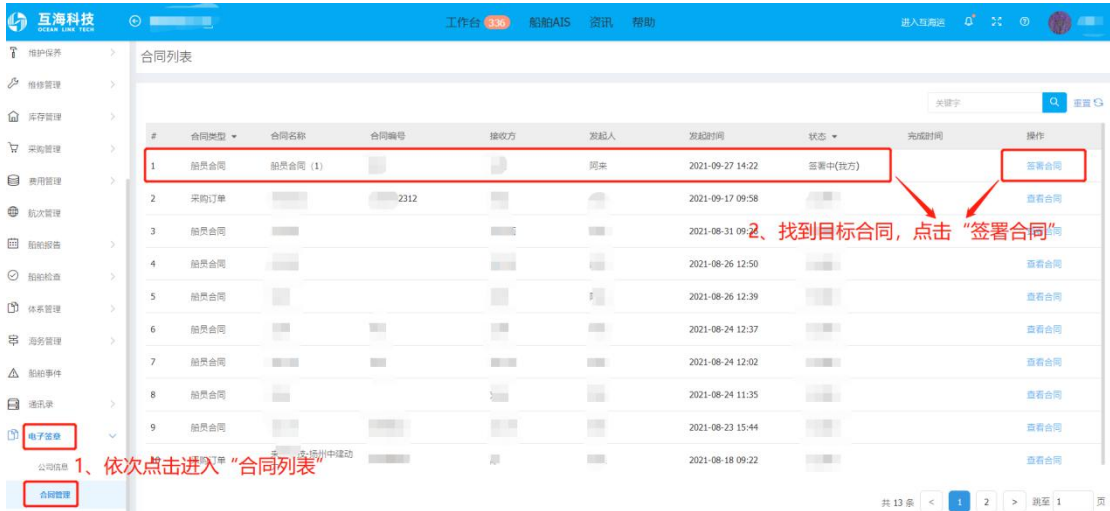 互海科技
OCEAN LINK TECH
工作台 336 船舶AIS 资讯 帮助
进入互海运
维护保养
维修管理
库存管理
采购管理
费用管理
航次管理
船舶报告
船舶检查
体系管理
海务管理
船舶事件
通讯录
电子签章
公司信息
合同管理
合同列表
关键字
重置
# 合同类型 合同名称 合同编号 接收方 发起人 发起时间 状态 完成时间 操作
1 船员合同 船员合同（1） 阿来 2021-09-27 14:22 签署中(我方) 签署合同
2 采购订单 2312 2021-09-17 09:58 查看合同
3 船员合同 2021-08-31 09:28
2、找到目标合同，点击“签署合同”
4 船员合同 2021-08-26 12:50 查看合同
5 船员合同 2021-08-26 12:39 查看合同
6 船员合同 2021-08-24 12:37 查看合同
7 船员合同 2021-08-24 12:02 查看合同
8 船员合同 2021-08-24 11:35 查看合同
9 船员合同 2021-08-23 15:44 查看合同
扬州中建动
2021-08-18 09:22 查看合同
1、依次点击进入“合同列表”
共 13 条 < 1 2 > 跳至 1 页